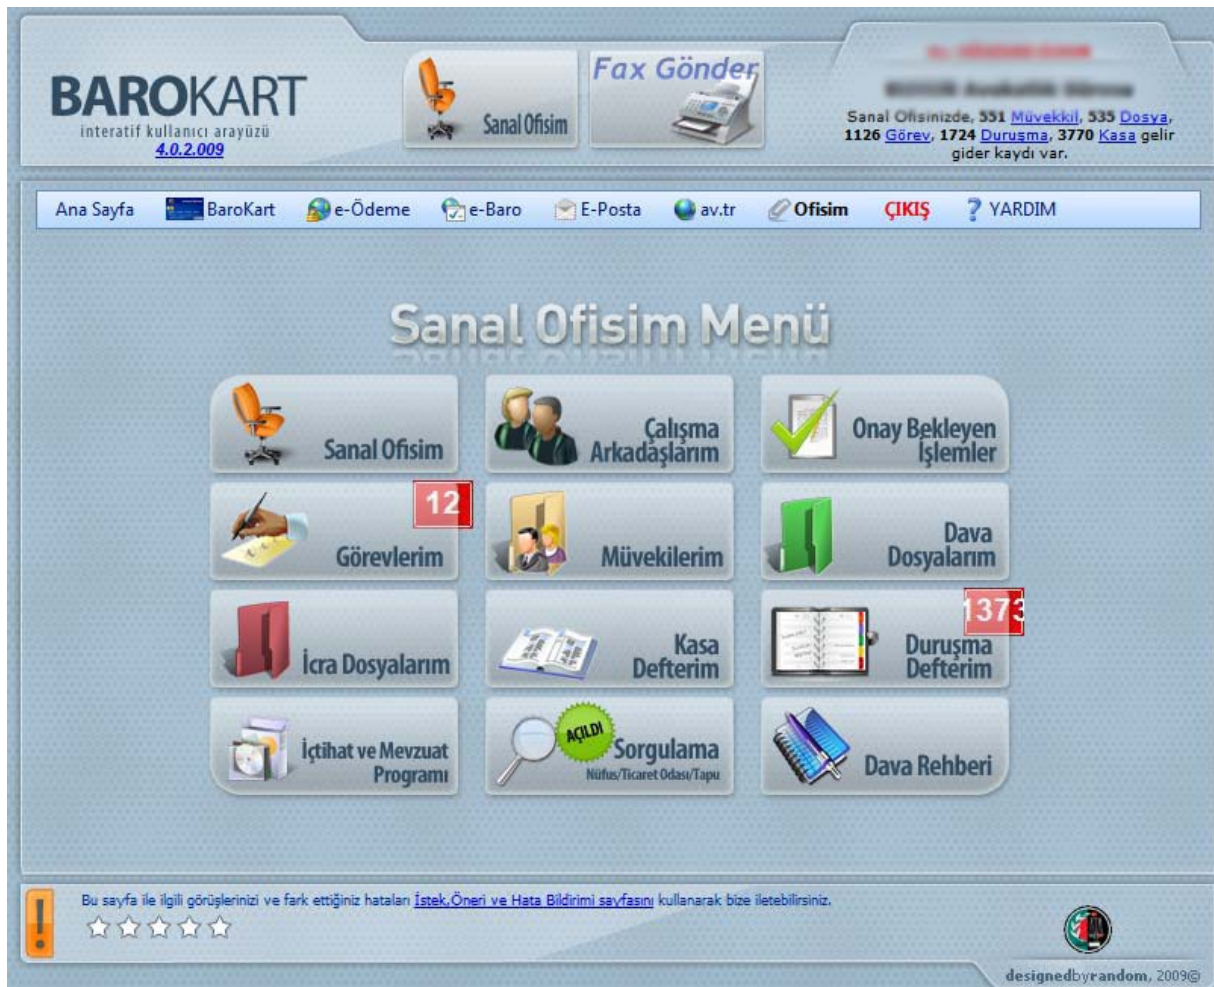 BAROKART
interatif kullanıcı arayüzü
4.0.2.009
Sanal Ofisim
Fax Gönder
Sanal Ofisinizde, 551 Müvekkil, 535 Dosya,
1126 Görev, 1724 Duruşma, 3770 Kasa gelir
gider kaydı var.
Ana Sayfa BaroKart e-Ödeme e-Baro E-Posta av.tr Ofisim ÇIKIŞ YARDIM
Sanal Ofisim Menü
Sanal Ofisim
Çalışma
Arkadaşlarım
Onay Bekleyen
İşlemler
12
Görevlerim
Müvekilerim
Dava
Dosyalarım
İcra Dosyalarım
Kasa
Defterim
1373
Duruşma
Defterim
İçtihat ve Mevzuat
Programı
AÇILDI
Sorgulama
Nüfus/Ticaret Odası/Tapu
Dava Rehberi
Bu sayfa ile ilgili görüşlerinizi ve fark ettiğiniz hataları İstek,Öneri ve Hata Bildirimi sayfasını kullanarak bize iletebilirsiniz.
designedbyrandom, 2009©